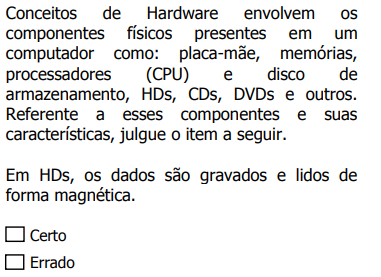 Conceitos de Hardware envolvem os
componentes físicos presentes em um
computador como: placa-mãe, memórias,
processadores (CPU) e disco de
armazenamento, HDs, CDs, DVDs e outros.
Referente a esses componentes e suas
características, julgue o item a seguir.

Em HDs, os dados são gravados e lidos de
forma magnética.

Certo
Errado